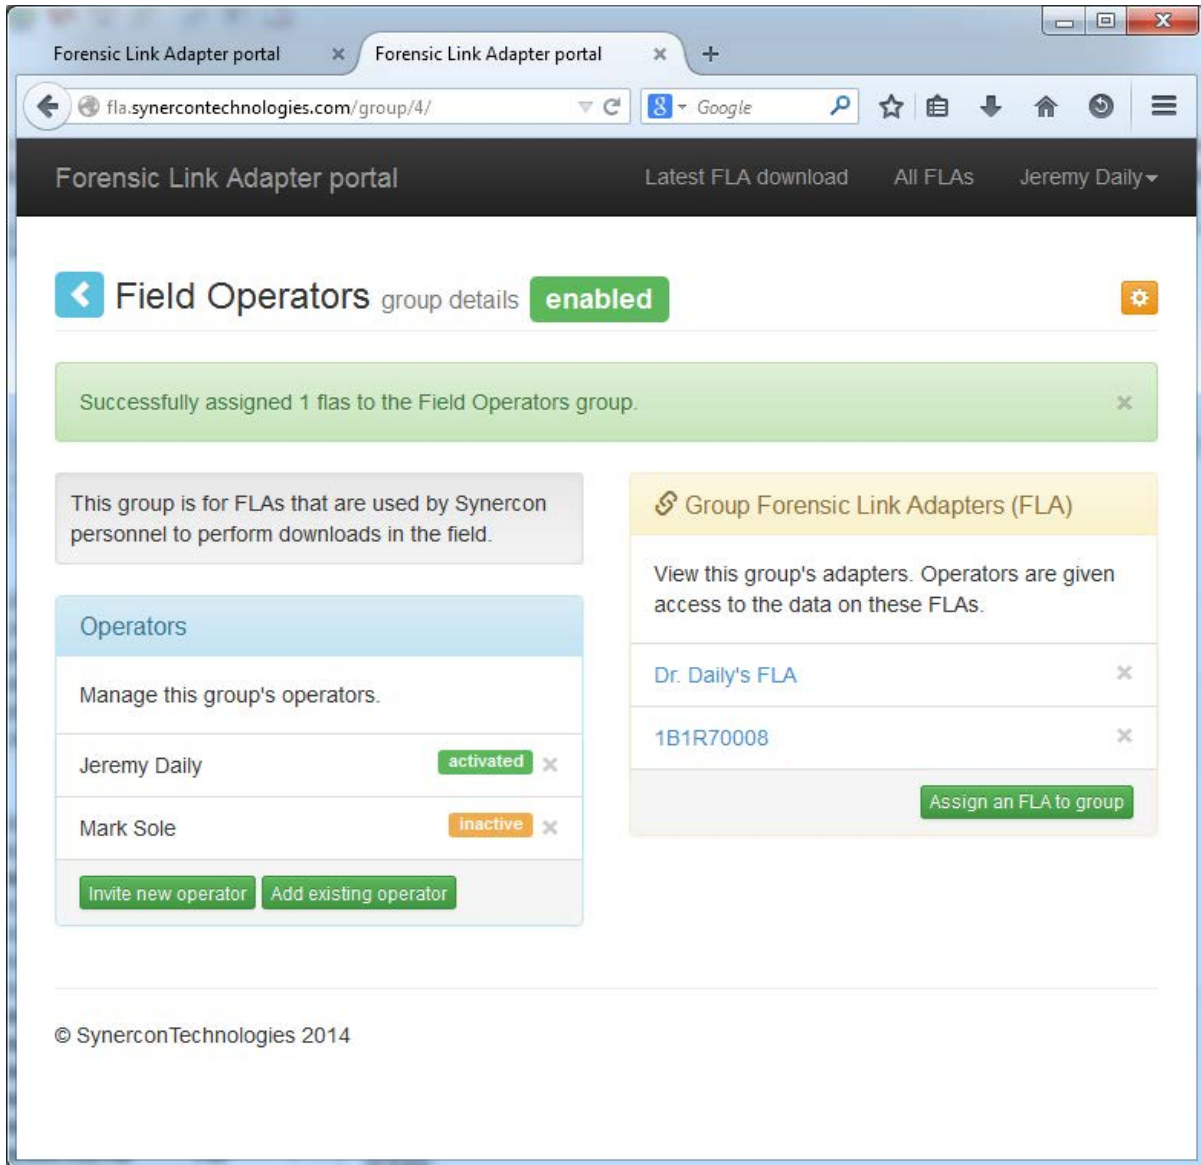 Forensic Link Adapter portal
Forensic Link Adapter portal
fla.synercontechnologies.com/group/4/
8 Google
Forensic Link Adapter portal
Latest FLA download
All FLAs
Jeremy Daily
Field Operators group details enabled
Successfully assigned 1 flas to the Field Operators group.
This group is for FLAs that are used by Synercon
personnel to perform downloads in the field.
Operators
Manage this group's operators.
Jeremy Daily activated
Mark Sole inactive
Invite new operator Add existing operator
Group Forensic Link Adapters (FLA)
View this group's adapters. Operators are given
access to the data on these FLAs.
Dr. Daily's FLA
1B1R70008
Assign an FLA to group
© SynerconTechnologies 2014